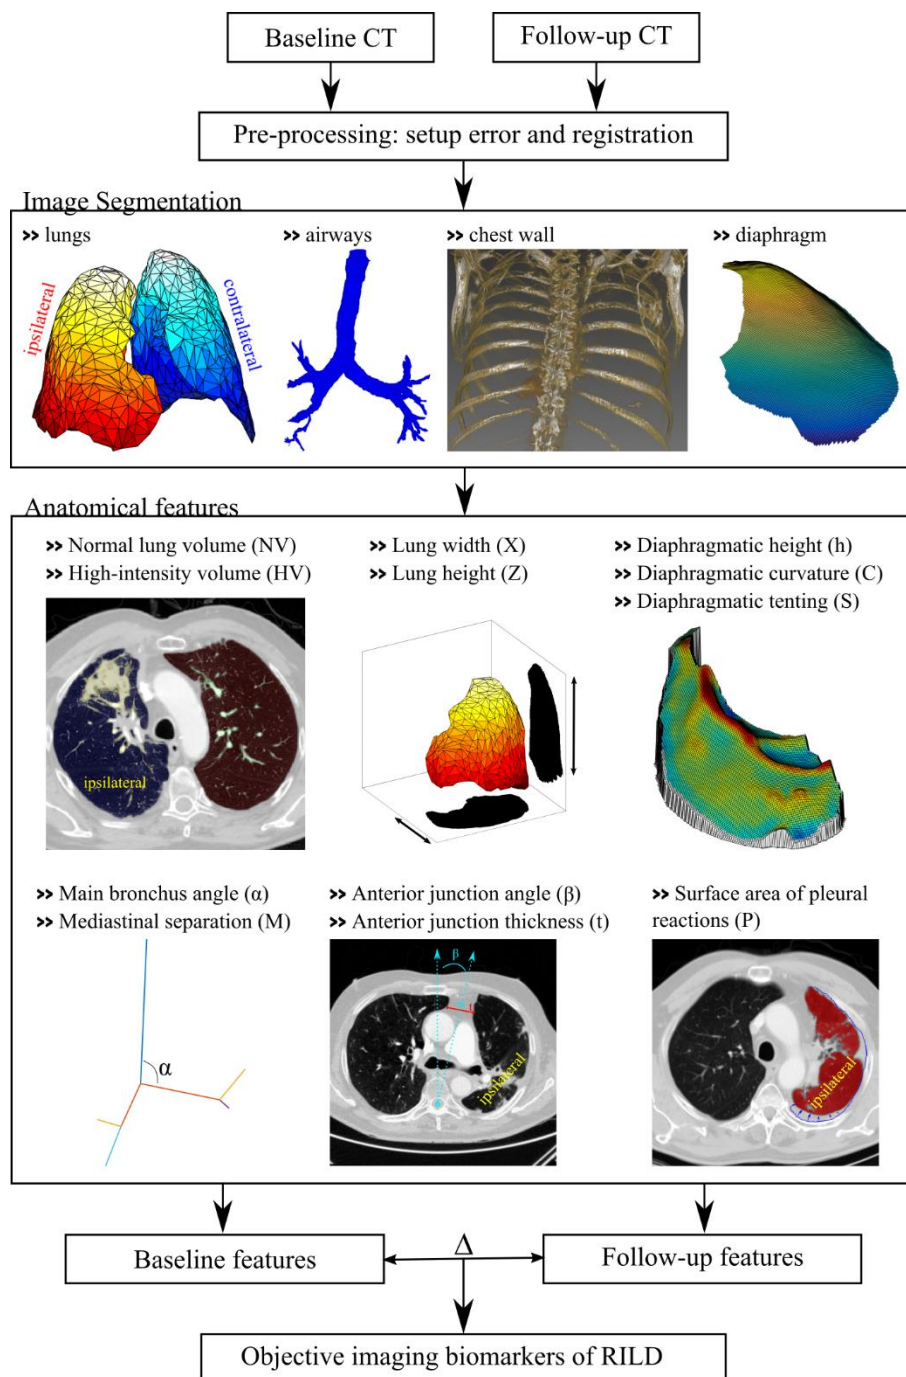 Baseline CT
Follow-up CT
Pre-processing: setup error and registration
Image Segmentation
›› lungs
›› airways
›› chest wall
›› diaphragm
ipsilateral
contralateral
Anatomical features
›› Normal lung volume (NV)
›› High-intensity volume (HV)
›› Lung width (X)
›› Lung height (Z)
›› Diaphragmatic height (h)
›› Diaphragmatic curvature (C)
›› Diaphragmatic tenting (S)
ipsilateral
›› Main bronchus angle (α)
›› Mediastinal separation (M)
›› Anterior junction angle (β)
›› Anterior junction thickness (t)
›› Surface area of pleural
reactions (P)
α
β
t
ipsilateral
ipsilateral
Baseline features
Δ
Follow-up features
Objective imaging biomarkers of RILD